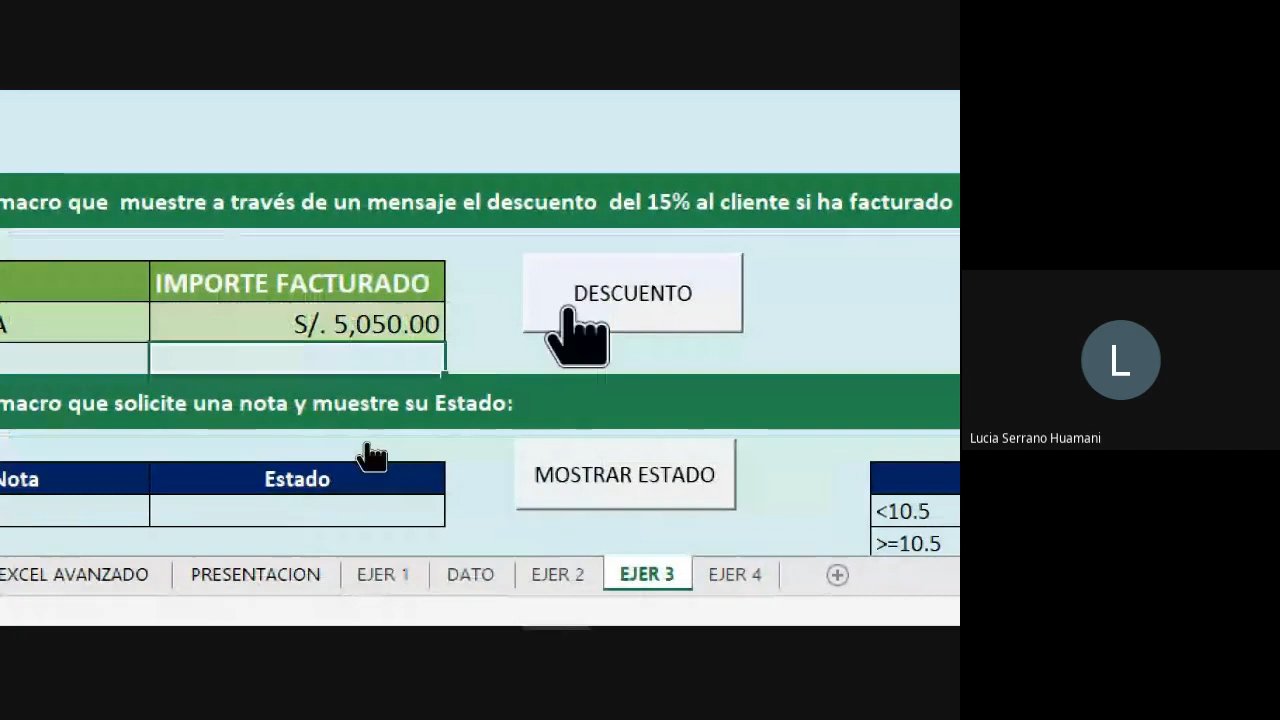 macro que muestre a través de un mensaje el descuento del 15% al cliente si ha facturado
IMPORTE FACTURADO
A
S/. 5,050.00
DESCUENTO
macro que solicite una nota y muestre su Estado:
Nota
Estado
MOSTRAR ESTADO
<10.5
>=10.5
EXCEL AVANZADO
PRESENTACION
EJER 1
DATO
EJER 2
EJER 3
EJER 4
L
Lucia Serrano Huamani